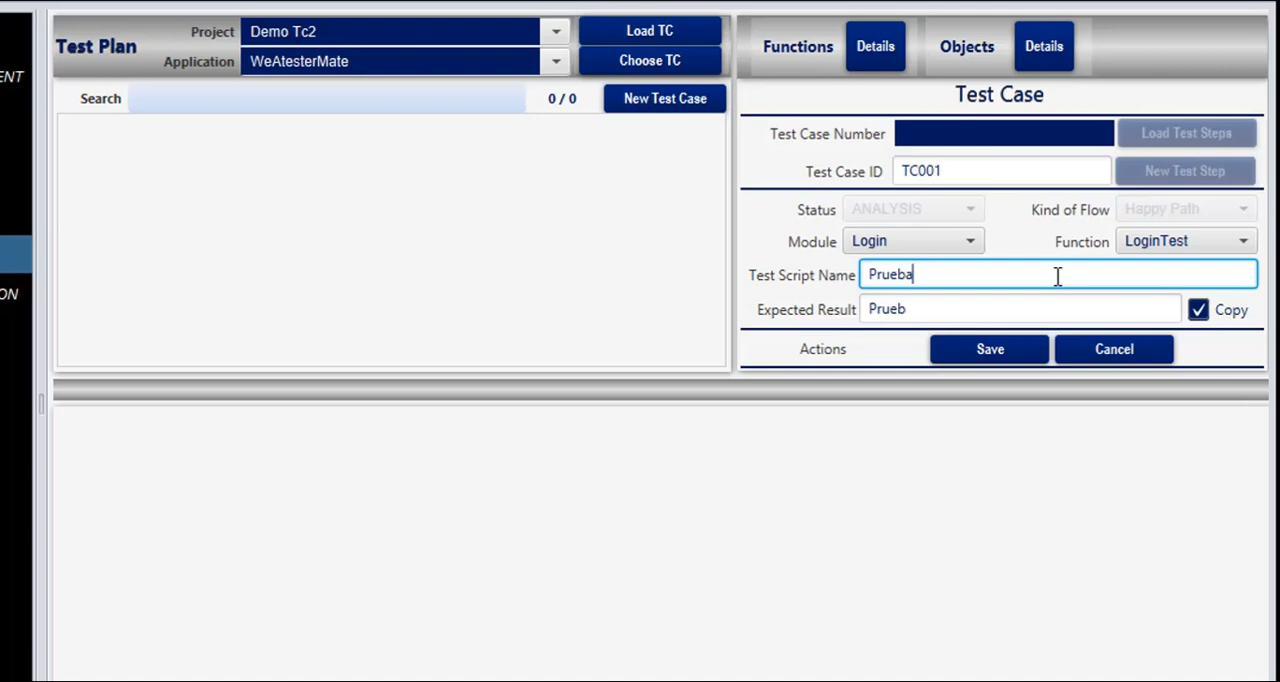 ENT
ON
Test Plan
Project Demo Tc2 Load TC
Application WeAtesterMate Choose TC
Search 0 / 0 New Test Case
Functions Details Objects Details
Test Case
Test Case Number Load Test Steps
Test Case ID TC001 New Test Step
Status ANALYSIS Kind of Flow Happy Path
Module Login Function LoginTest
Test Script Name Prueba
Expected Result Prueb Copy
Actions Save Cancel